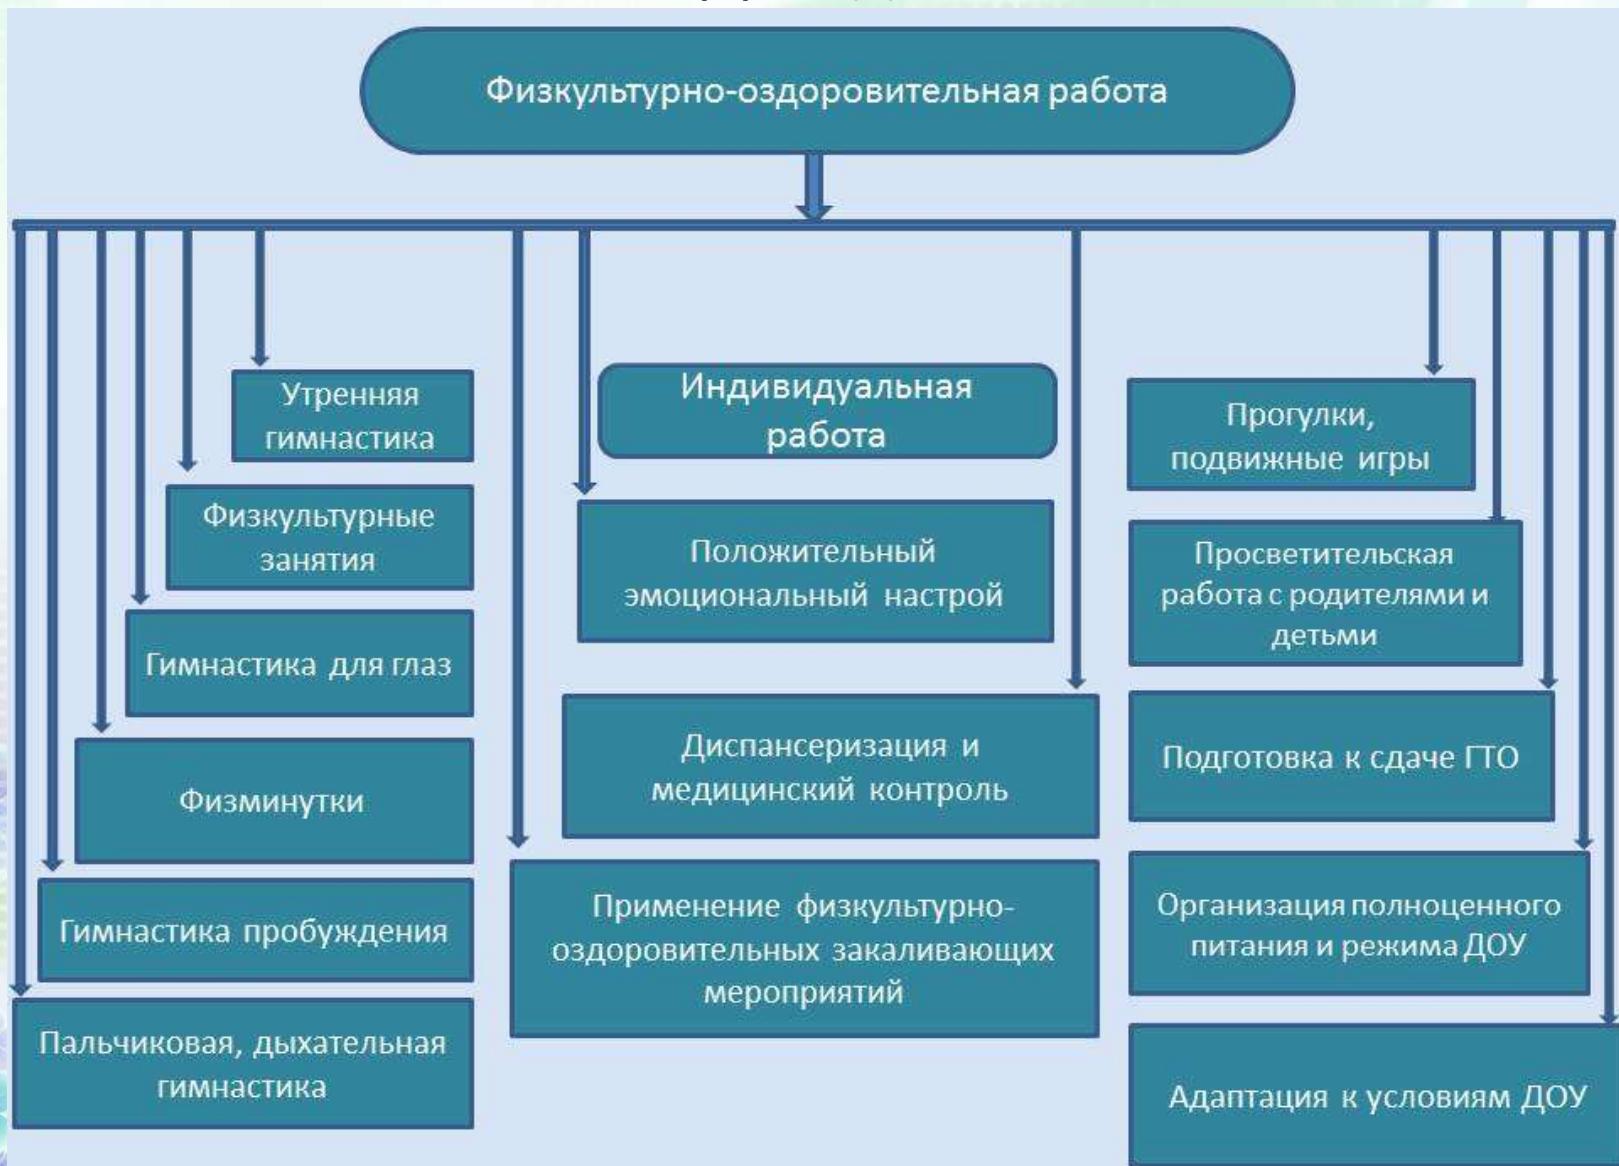 Физкультурно-оздоровительная работа
Утренняя
гимнастика
Физкультурные
занятия
Гимнастика для глаз
Физминутки
Гимнастика пробуждения
Пальчиковая, дыхательная
гимнастика
Индивидуальная
работа
Положительный
эмоциональный настрой
Диспансеризация и
медицинский контроль
Применение физкультурно-
оздоровительных закаливающих
мероприятий
Прогулки,
подвижные игры
Просветительская
работа с родителями и
детьми
Подготовка к сдаче ГТО
Организация полноценного
питания и режима ДОУ
Адаптация к условиям ДОУ